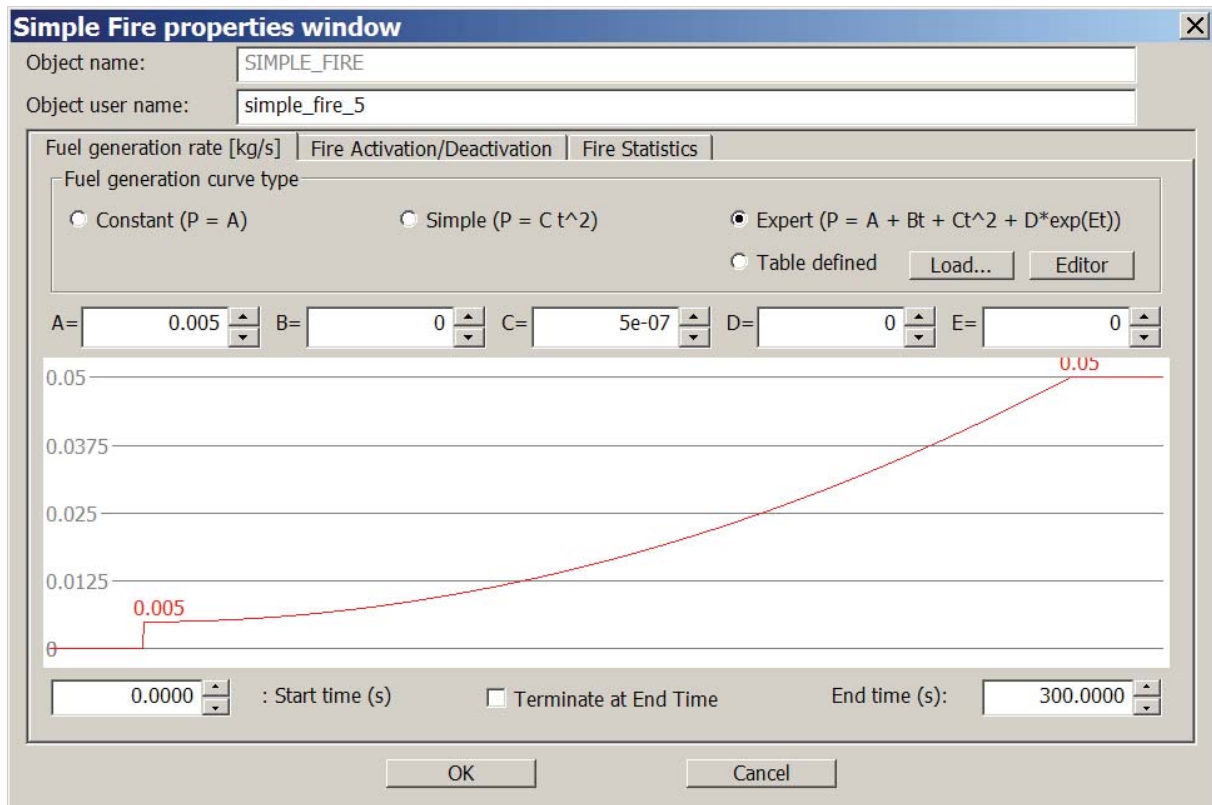 Simple Fire properties window
Object name: SIMPLE_FIRE
Object user name: simple_fire_5
Fuel generation rate [kg/s] Fire Activation/Deactivation Fire Statistics
Fuel generation curve type
Constant (P = A) Simple (P = C t^2) Expert (P = A + Bt + Ct^2 + D*exp(Et))
Table defined Load... Editor
A= 0.005 B= 0 C= 5e-07 D= 0 E= 0
0.05 0.05
0.0375
0.025
0.0125
0.005
0
0.0000 : Start time (s) Terminate at End Time End time (s): 300.0000
OK Cancel